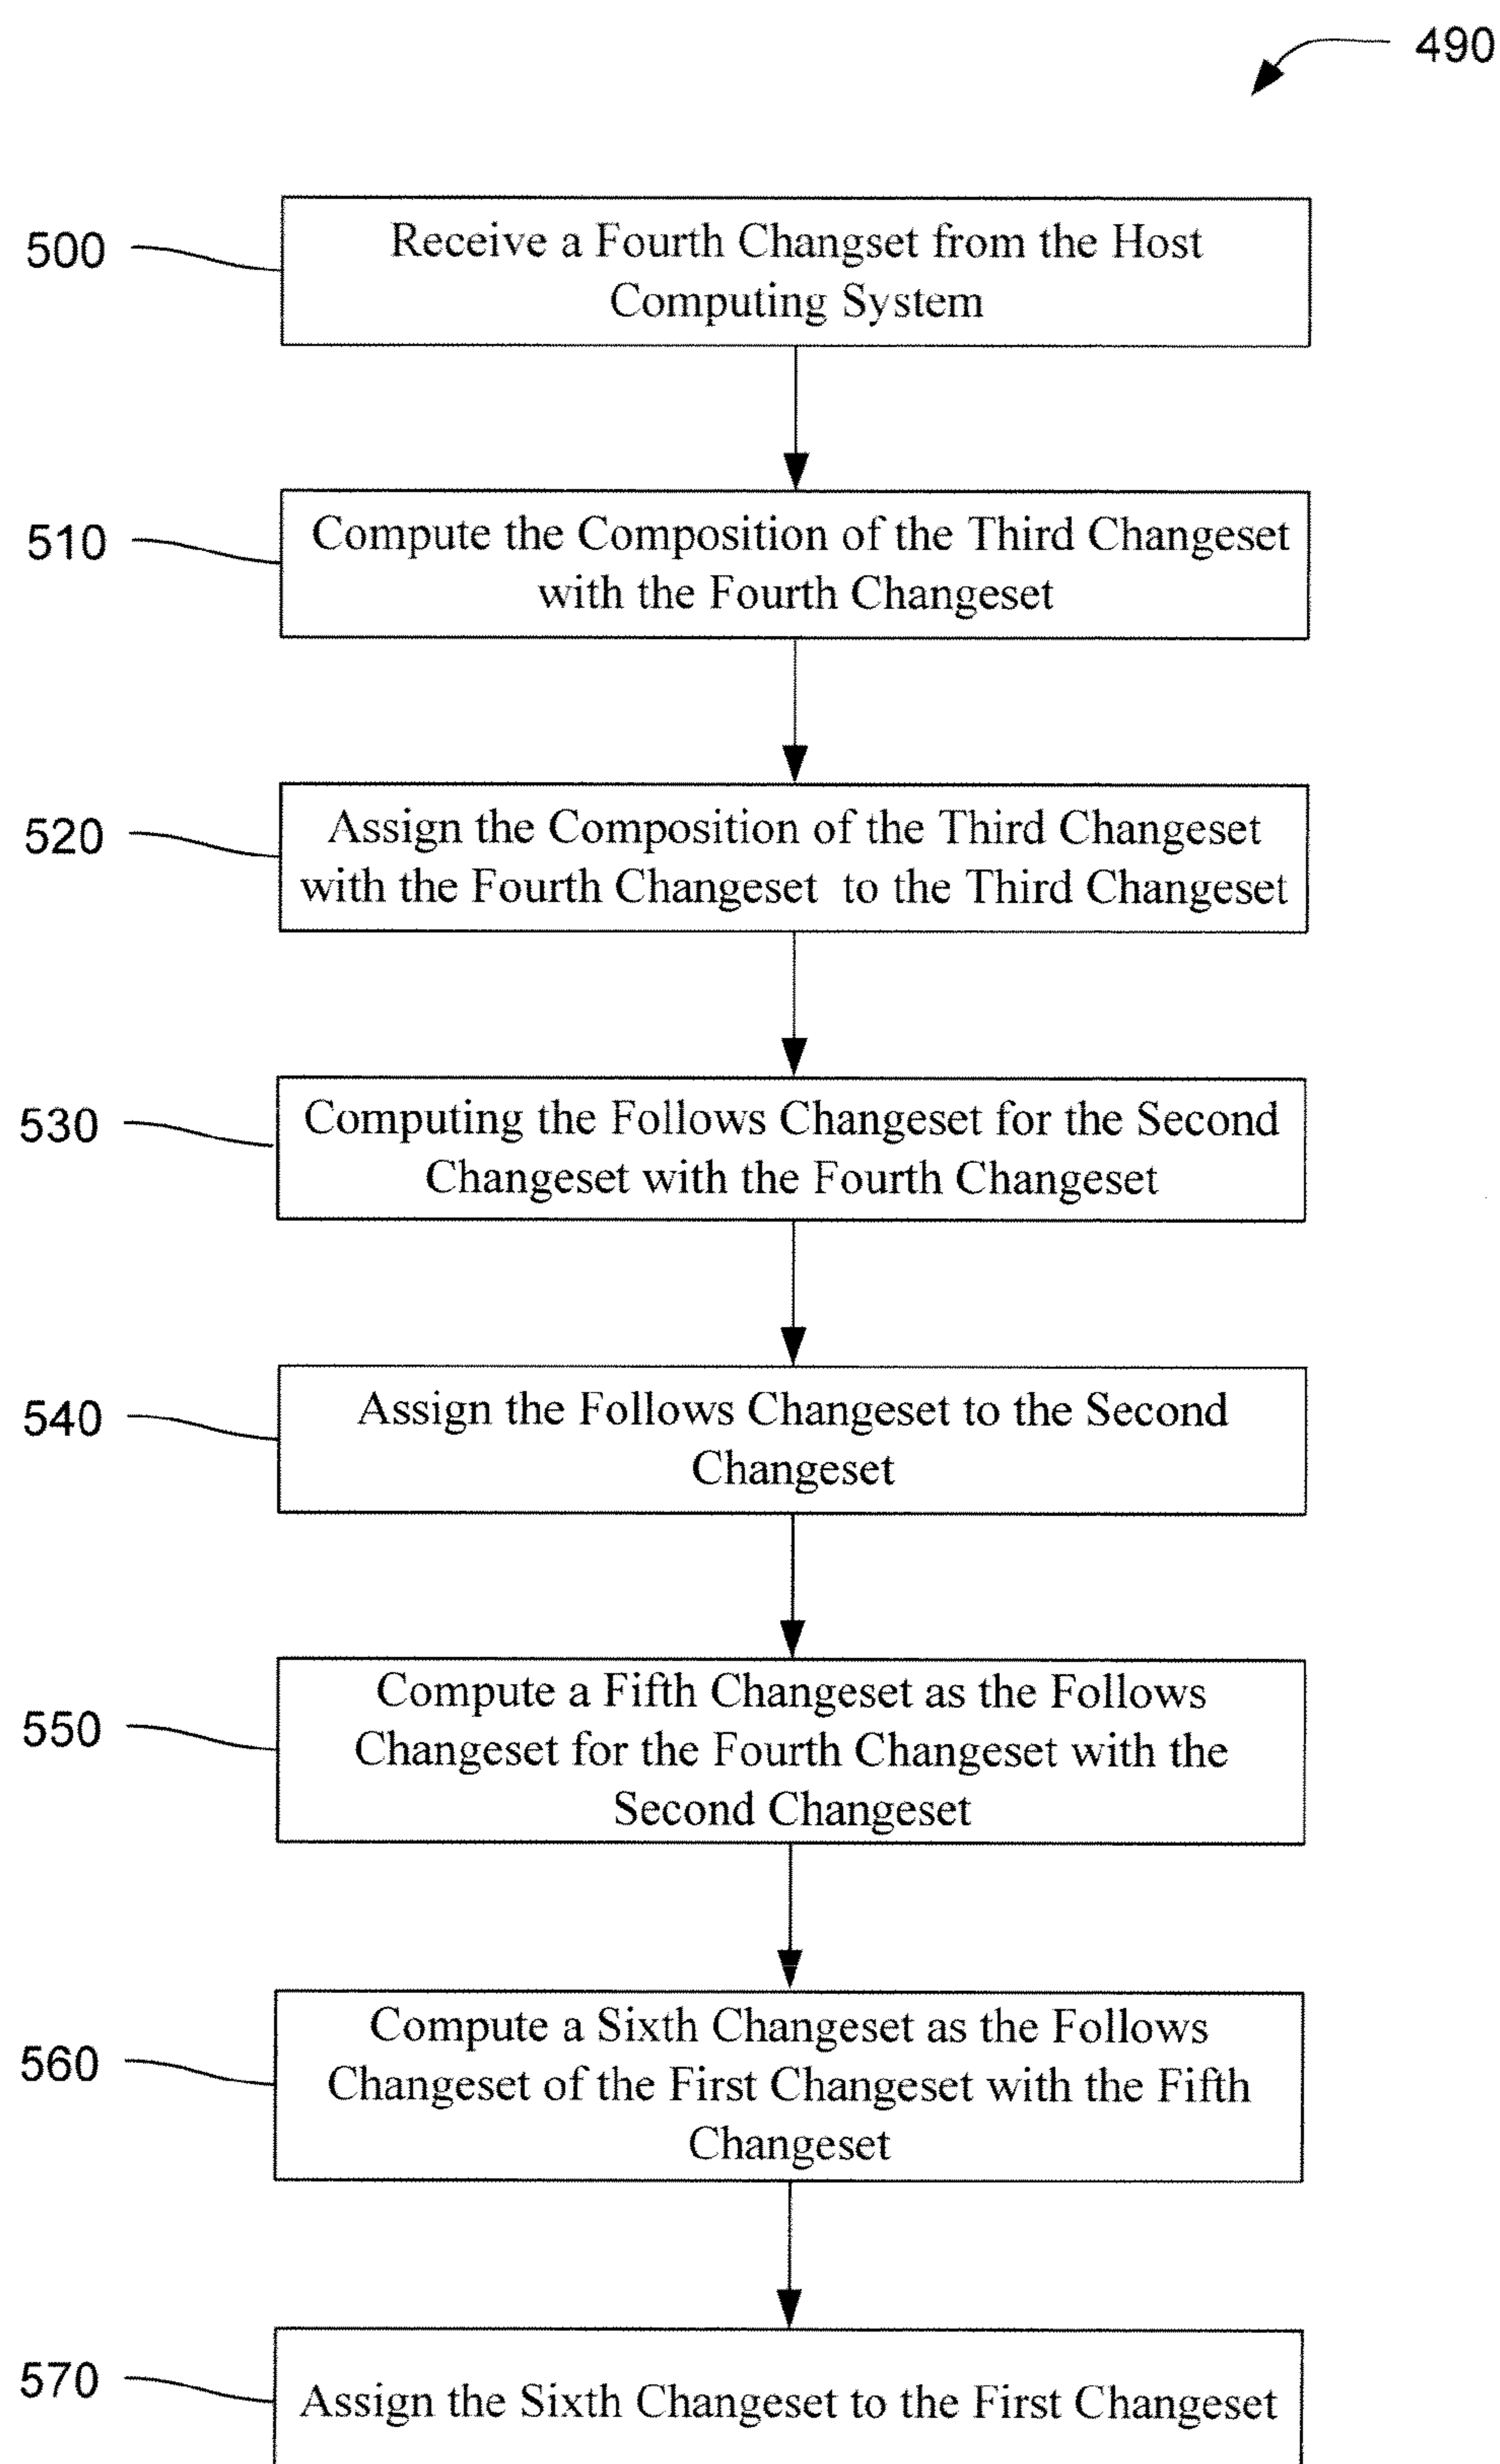 490
500
Receive a Fourth Changset from the Host
Computing System
510
Compute the Composition of the Third Changeset
with the Fourth Changeset
520
Assign the Composition of the Third Changeset
with the Fourth Changeset to the Third Changeset
530
Computing the Follows Changeset for the Second
Changeset with the Fourth Changeset
540
Assign the Follows Changeset to the Second
Changeset
550
Compute a Fifth Changeset as the Follows
Changeset for the Fourth Changeset with the
Second Changeset
560
Compute a Sixth Changeset as the Follows
Changeset of the First Changeset with the Fifth
Changeset
570
Assign the Sixth Changeset to the First Changeset